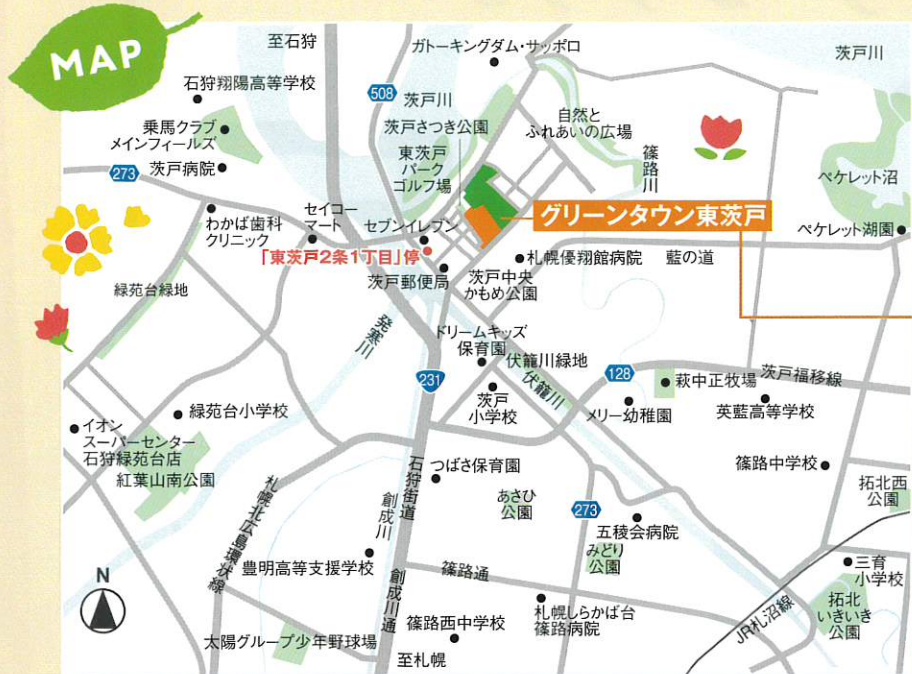 MAP
至石狩
ガトーキングダム・サッポロ
茨戸川
石狩翔陽高等学校
508
茨戸川
乗馬クラブ
メインフィールズ
茨戸さつき公園
自然と
ふれあいの広場
273
茨戸病院
東茨戸
パーク
ゴルフ場
篠路川
ペケレット沼
わかば歯科
クリニック
セイコー
マート
セブンイレブン
グリーンタウン東茨戸
ペケレット湖園
「東茨戸2条1丁目」停
札幌優翔館病院
藍の道
茨戸郵便局
茨戸中央
かもめ公園
緑苑台緑地
発寒川
ドリームキッズ
保育園
伏籠川緑地
伏籠川
231
128
萩中正牧場
茨戸福移線
茨戸
小学校
メリー幼稚園
英藍高等学校
緑苑台小学校
イオン
スーパーセンター
石狩緑苑台店
紅葉山南公園
石狩街道
つばさ保育園
篠路中学校
札幌北広島環状線
創成川
あさひ
公園
273
五稜会病院
拓北西
公園
みどり
公園
豊明高等支援学校
篠路通
三育
小学校
N
創成川通
札幌しらかば台
篠路病院
JR札沼線
拓北
いきいき
公園
太陽グループ少年野球場
篠路西中学校
至札幌